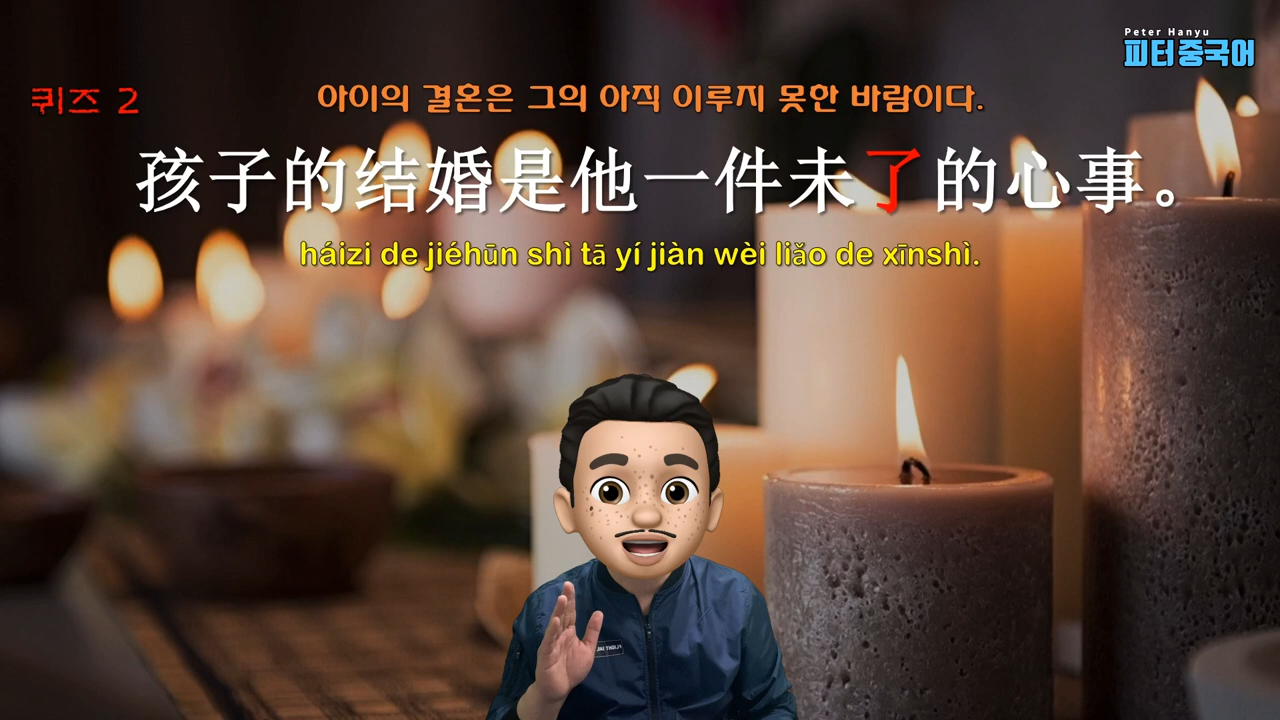 Peter Hanyu
피터 중국어
퀴즈 2
아이의 결혼은 그의 아직 이루지 못한 바람이다.
孩子的结婚是他一件未了的心事。
háizi de jiéhūn shì tā yí jiàn wèi liǎo de xīnshì.